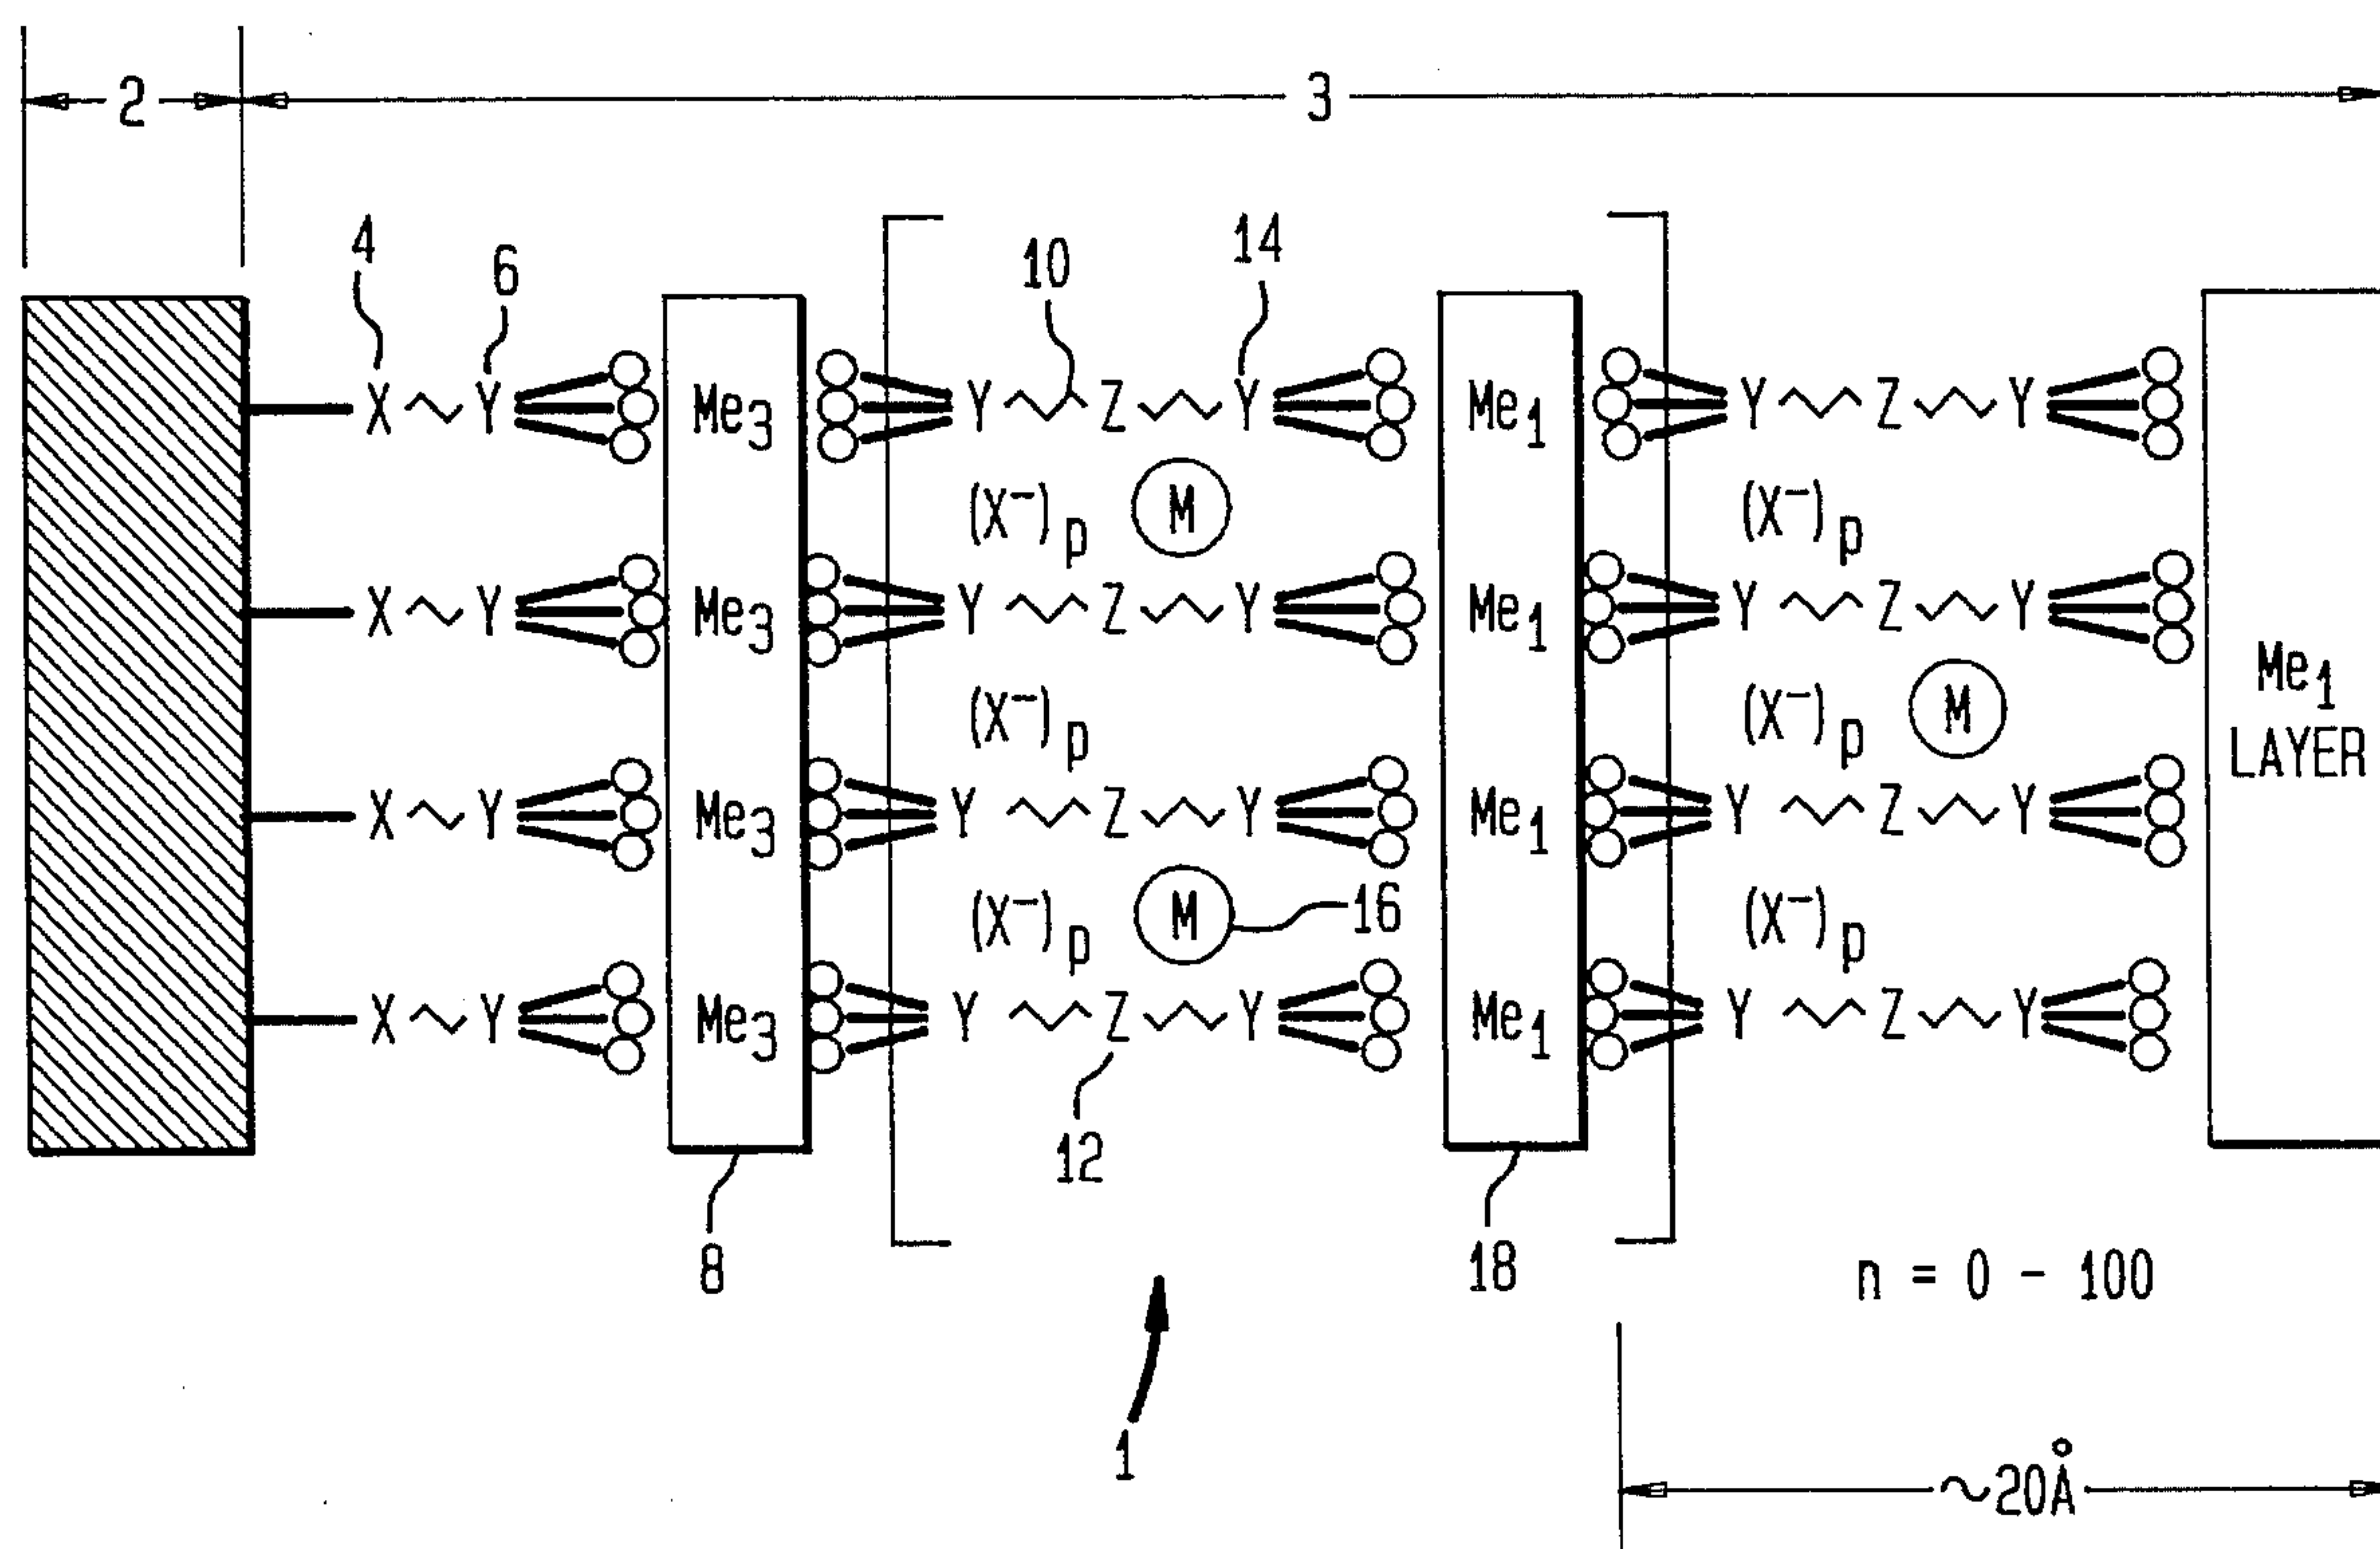 2 3
4 6 10 14
X Y Me3 Y Z Y Me1 Y Z Y
(X⁻)p M (X⁻)p
X Y Me3 Y Z Y Me1 Y Z Y
(X⁻)p (X⁻)p M
Me1
LAYER
X Y Me3 Y Z Y Me1 Y Z Y
(X⁻)p M 16 (X⁻)p
X Y Me3 Y Z Y Me1 Y Z Y
12
8 18 n = 0 - 100
1
~20Å